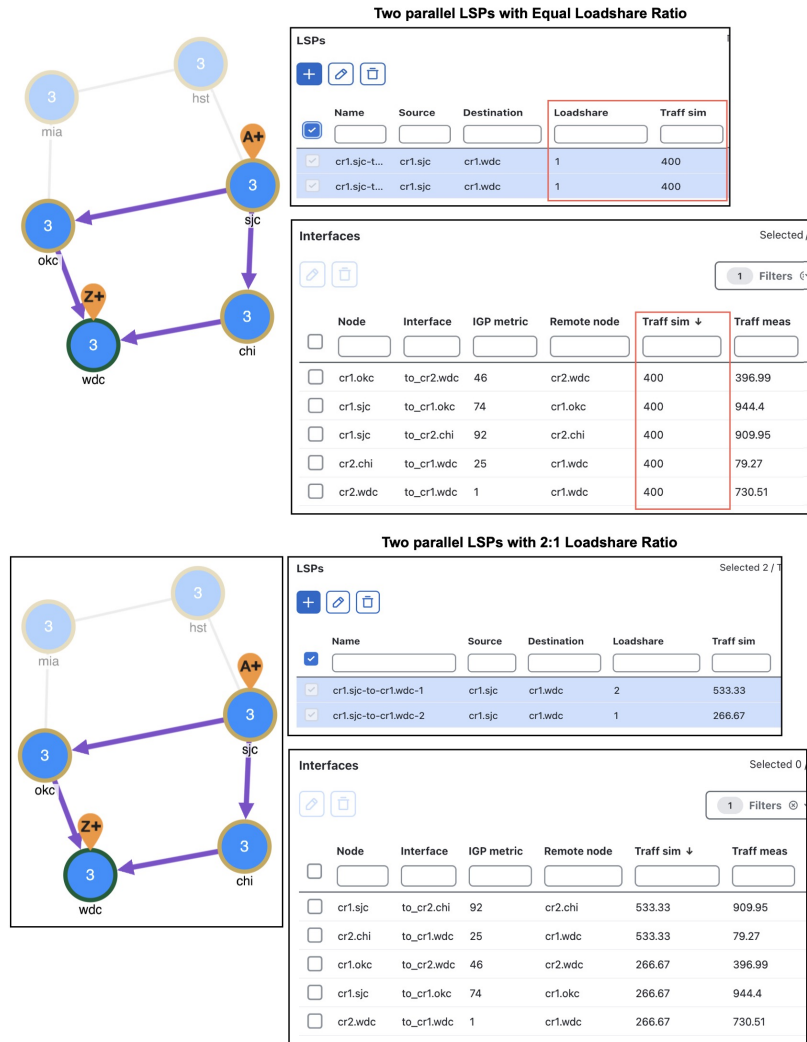 Two parallel LSPs with Equal Loadshare Ratio
LSPs
Name Source Destination Loadshare Traff sim
cr1.sjc-t... cr1.sjc cr1.wdc 1 400
cr1.sjc-t... cr1.sjc cr1.wdc 1 400
3
hst
3
mia
A+
3
sjc
3
okc
Z+
3
wdc
3
chi
Interfaces Selected /
1 Filters
Node Interface IGP metric Remote node Traff sim ↓ Traff meas
cr1.okc to_cr2.wdc 46 cr2.wdc 400 396.99
cr1.sjc to_cr1.okc 74 cr1.okc 400 944.4
cr1.sjc to_cr2.chi 92 cr2.chi 400 909.95
cr2.chi to_cr1.wdc 25 cr1.wdc 400 79.27
cr2.wdc to_cr1.wdc 1 cr1.wdc 400 730.51
Two parallel LSPs with 2:1 Loadshare Ratio
LSPs Selected 2 / T
Name Source Destination Loadshare Traff sim
cr1.sjc-to-cr1.wdc-1 cr1.sjc cr1.wdc 2 533.33
cr1.sjc-to-cr1.wdc-2 cr1.sjc cr1.wdc 1 266.67
3
hst
3
mia
A+
3
sjc
3
okc
Z+
3
wdc
3
chi
Interfaces Selected 0 /
1 Filters
Node Interface IGP metric Remote node Traff sim ↓ Traff meas
cr1.sjc to_cr2.chi 92 cr2.chi 533.33 909.95
cr2.chi to_cr1.wdc 25 cr1.wdc 533.33 79.27
cr1.okc to_cr2.wdc 46 cr2.wdc 266.67 396.99
cr1.sjc to_cr1.okc 74 cr1.okc 266.67 944.4
cr2.wdc to_cr1.wdc 1 cr1.wdc 266.67 730.51